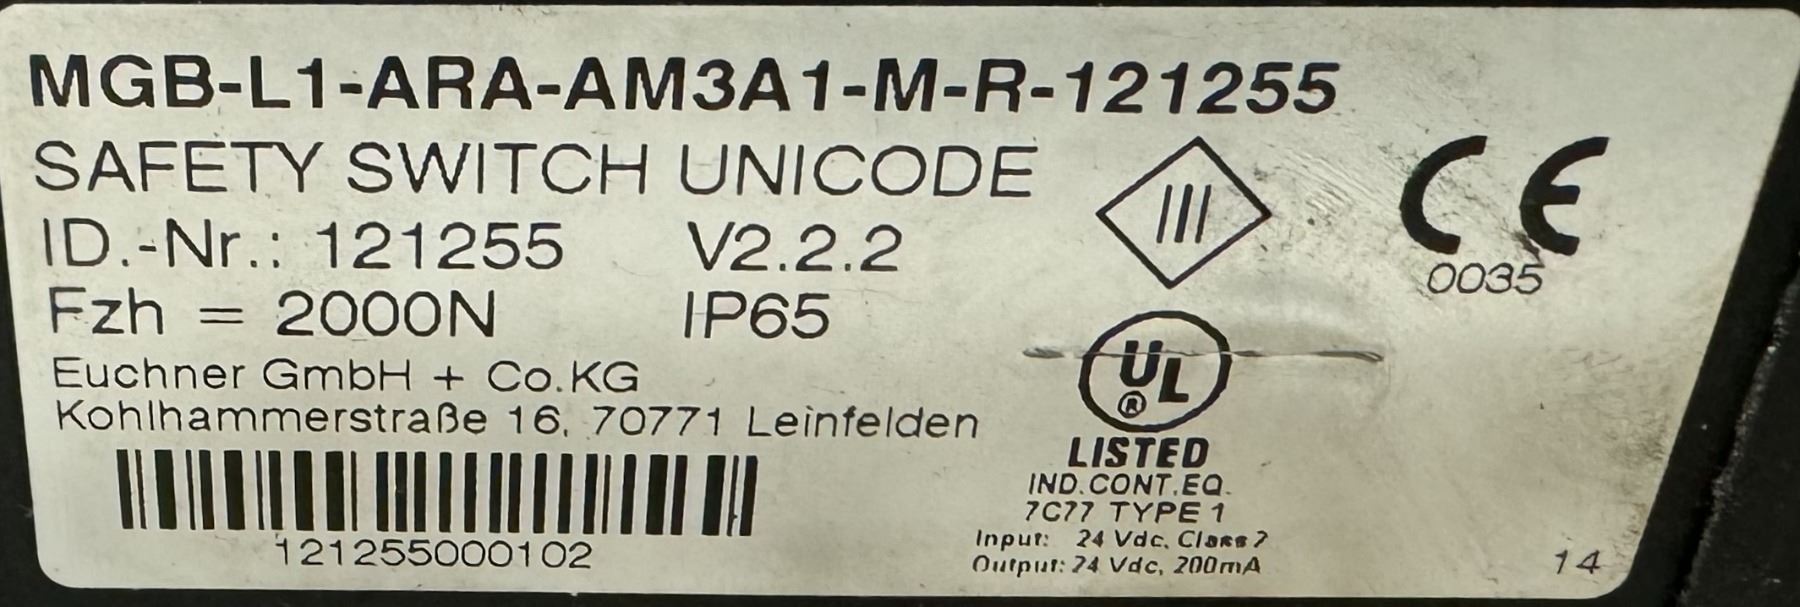 MGB-L1-ARA-AM3A1-M-R-121255
SAFETY SWITCH UNICODE
ID.-Nr.: 121255 V2.2.2
Fzh = 2000N IP65
Euchner GmbH + Co.KG
Kohlhammerstraße 16, 70771 Leinfelden
121255000102
CE
0035
UL
®
LISTED
IND.CONT.EQ.
7C77 TYPE 1
Input: 24 Vdc, Class 2
Output: 24 Vdc, 200mA
14